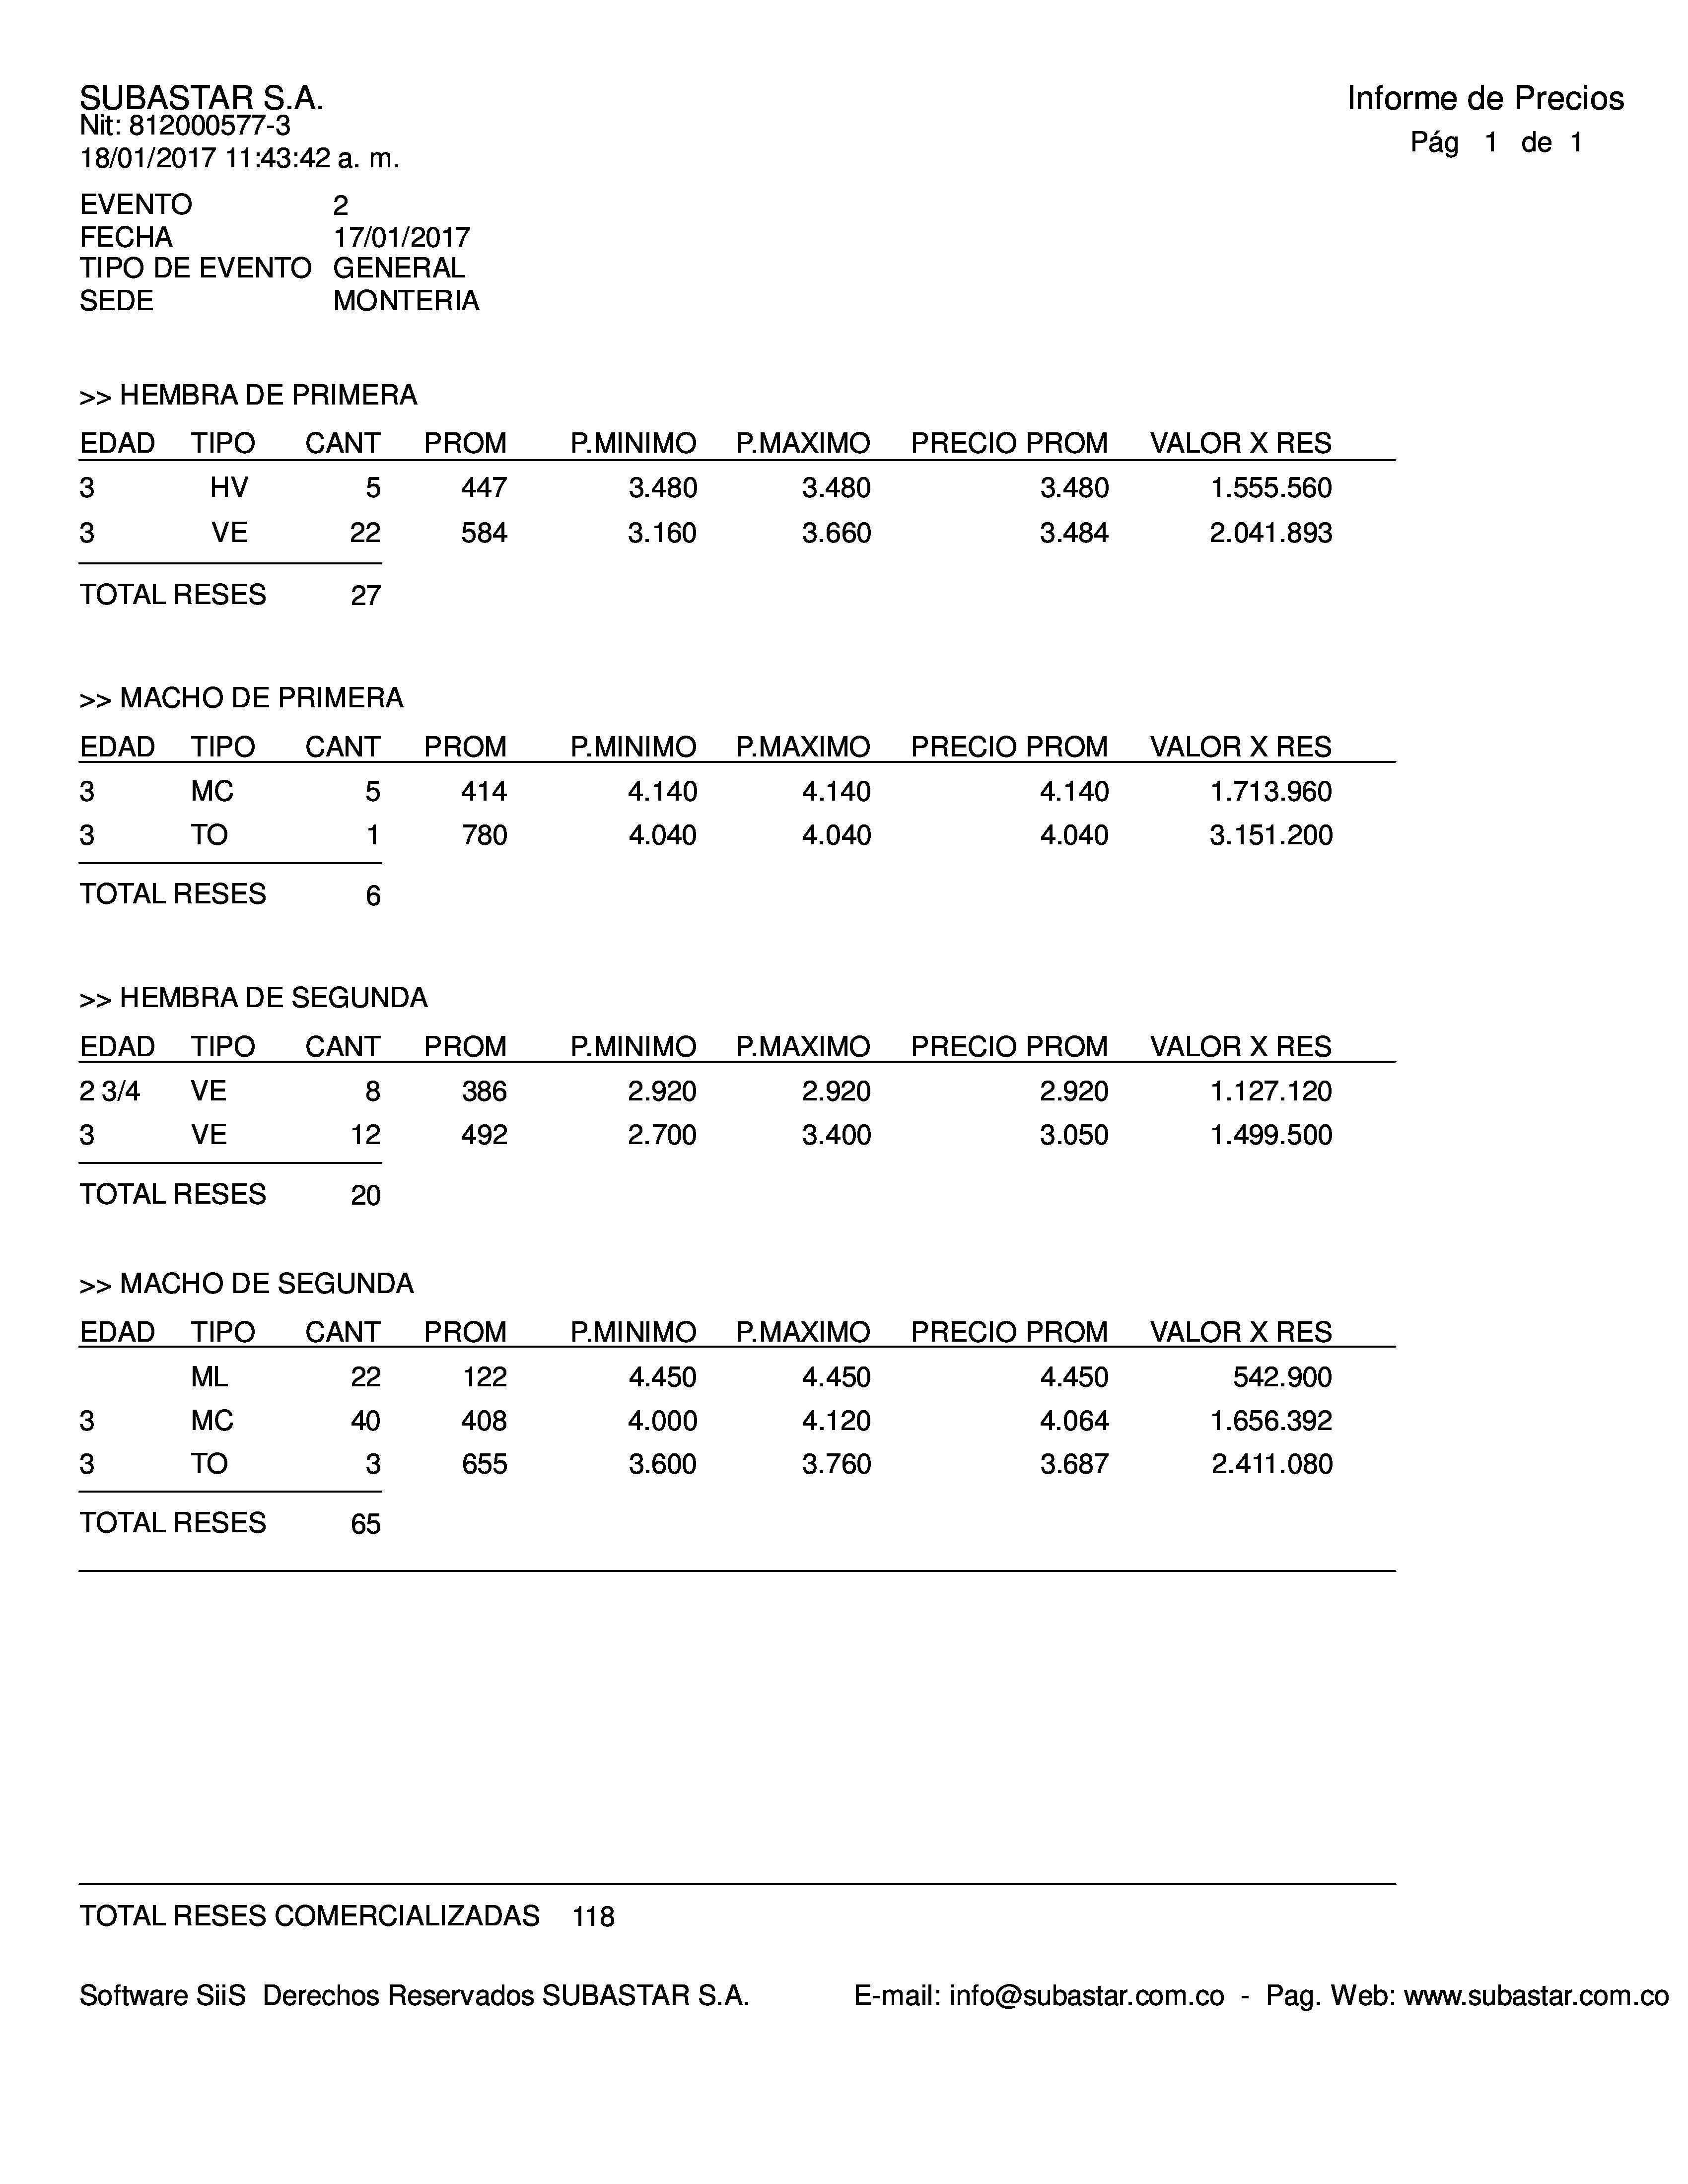 SUBASTAR S.A.
Informe de Precios
Nit: 812000577-3
Pág 1 de 1
18/01/2017 11:43:42 a. m.
EVENTO 2
FECHA 17/01/2017
TIPO DE EVENTO GENERAL
SEDE MONTERIA
>> HEMBRA DE PRIMERA
EDAD TIPO CANT PROM P.MINIMO P.MAXIMO PRECIO PROM VALOR X RES
3 HV 5 447 3.480 3.480 3.480 1.555.560
3 VE 22 584 3.160 3.660 3.484 2.041.893
TOTAL RESES 27
>> MACHO DE PRIMERA
EDAD TIPO CANT PROM P.MINIMO P.MAXIMO PRECIO PROM VALOR X RES
3 MC 5 414 4.140 4.140 4.140 1.713.960
3 TO 1 780 4.040 4.040 4.040 3.151.200
TOTAL RESES 6
>> HEMBRA DE SEGUNDA
EDAD TIPO CANT PROM P.MINIMO P.MAXIMO PRECIO PROM VALOR X RES
2 3/4 VE 8 386 2.920 2.920 2.920 1.127.120
3 VE 12 492 2.700 3.400 3.050 1.499.500
TOTAL RESES 20
>> MACHO DE SEGUNDA
EDAD TIPO CANT PROM P.MINIMO P.MAXIMO PRECIO PROM VALOR X RES
ML 22 122 4.450 4.450 4.450 542.900
3 MC 40 408 4.000 4.120 4.064 1.656.392
3 TO 3 655 3.600 3.760 3.687 2.411.080
TOTAL RESES 65
TOTAL RESES COMERCIALIZADAS 118
Software SiiS Derechos Reservados SUBASTAR S.A. E-mail: info@subastar.com.co - Pag. Web: www.subastar.com.co